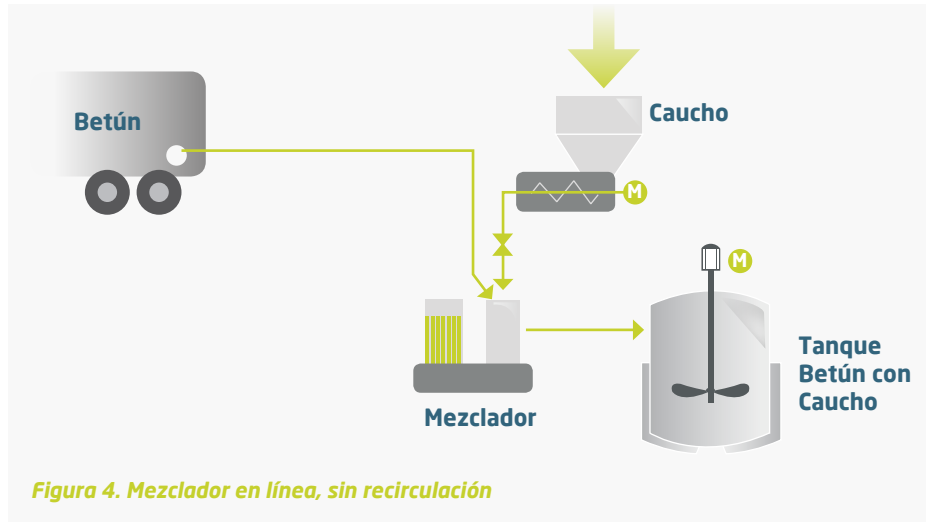 Betún
Caucho
M
M
Tanque
Betún con
Caucho
Mezclador
Figura 4. Mezclador en línea, sin recirculación